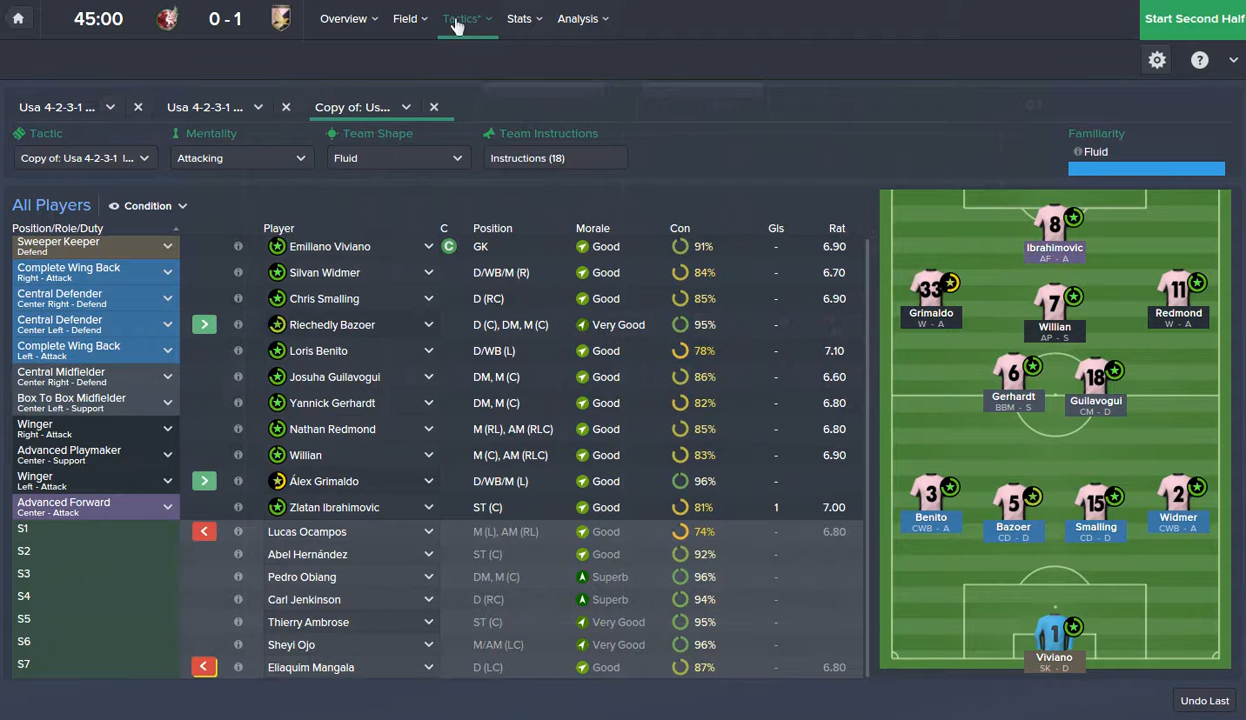 45:00 0 - 1 Overview Field Tactics* Stats Analysis Start Second Half
?
Usa 4-2-3-1 ... Usa 4-2-3-1 ... Copy of: Us...
Tactic Mentality Team Shape Team Instructions Familiarity
Copy of: Usa 4-2-3-1 I... Attacking Fluid Instructions (18) Fluid
All Players Condition
Position/Role/Duty Player C Position Morale Con Gls Rat
Sweeper Keeper
Defend
Emiliano Viviano C GK Good 91% - 6.90
Complete Wing Back
Right - Attack
Silvan Widmer D/WB/M (R) Good 84% - 6.70
Central Defender
Center Right - Defend
Chris Smalling D (RC) Good 85% - 6.90
Central Defender
Center Left - Defend
Riechedly Bazoer D (C), DM, M (C) Very Good 95% -
Complete Wing Back
Left - Attack
Loris Benito D/WB (L) Good 78% - 7.10
Central Midfielder
Center Right - Defend
Josuha Guilavogui DM, M (C) Good 86% - 6.60
Box To Box Midfielder
Center Left - Support
Yannick Gerhardt DM, M (C) Good 82% - 6.80
Winger
Right - Attack
Nathan Redmond M (RL), AM (RLC) Good 85% - 6.80
Advanced Playmaker
Center - Support
Willian M (C), AM (RLC) Good 83% - 6.90
Winger
Left - Attack
Álex Grimaldo D/WB/M (L) Good 96% -
Advanced Forward
Center - Attack
Zlatan Ibrahimovic ST (C) Good 81% 1 7.00
S1 Lucas Ocampos M (L), AM (RL) Good 74% - 6.80
S2 Abel Hernández ST (C) Good 92% -
S3 Pedro Obiang DM, M (C) Superb 96% -
S4 Carl Jenkinson D (RC) Superb 94% -
S5 Thierry Ambrose ST (C) Very Good 95% -
S6 Sheyi Ojo M/AM (LC) Very Good 96% -
S7 Eliaquim Mangala D (LC) Good 87% - 6.80
8
Ibrahimovic
AF - A
33 7 11
Grimaldo Willian Redmond
W - A AP - S W - A
6 18
Gerhardt Guilavogui
BBM - S CM - D
3 5 15 2
Benito Bazoer Smalling Widmer
CWB - A CD - D CD - D CWB - A
1
Viviano
SK - D
Undo Last